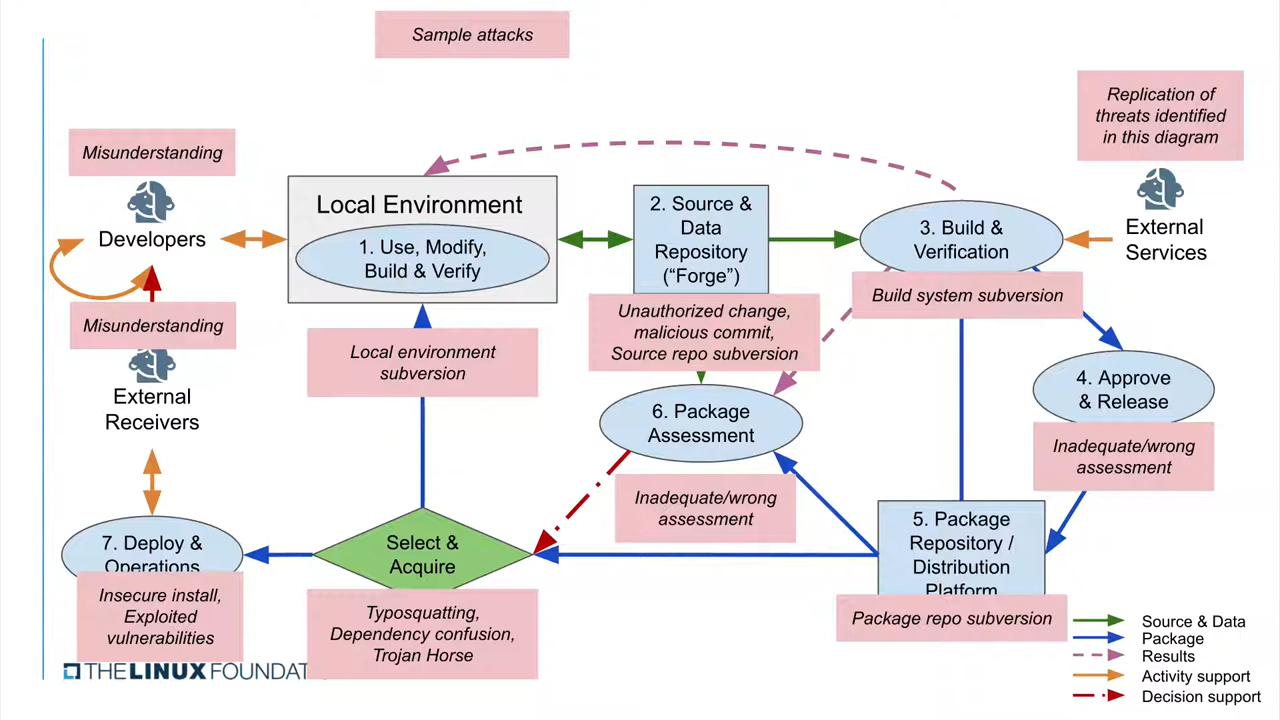 Sample attacks
Replication of
threats identified
in this diagram
Misunderstanding
Developers
Local Environment
1. Use, Modify,
Build & Verify
2. Source &
Data
Repository
(“Forge”)
3. Build &
Verification
External
Services
Build system subversion
Unauthorized change,
malicious commit,
Source repo subversion
Misunderstanding
External
Receivers
Local environment
subversion
6. Package
Assessment
4. Approve
& Release
Inadequate/wrong
assessment
Inadequate/wrong
assessment
7. Deploy &
Operations
Insecure install,
Exploited
vulnerabilities
Select &
Acquire
Typosquatting,
Dependency confusion,
Trojan Horse
5. Package
Repository /
Distribution
Platform
Package repo subversion
Source & Data
Package
Results
Activity support
Decision support
THE LINUX FOUNDAT